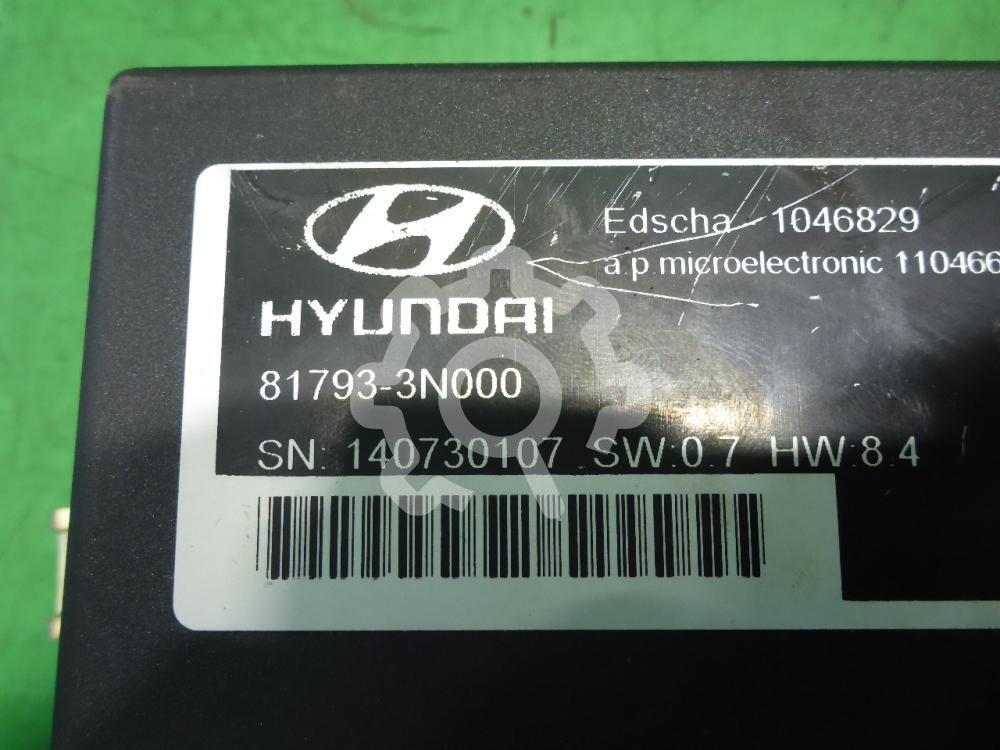 Edscha - 1046829
a.p.microelectronic 110466
HYUNDAI
81793-3N000
SN: 140730107 SW:0.7 HW:8.4